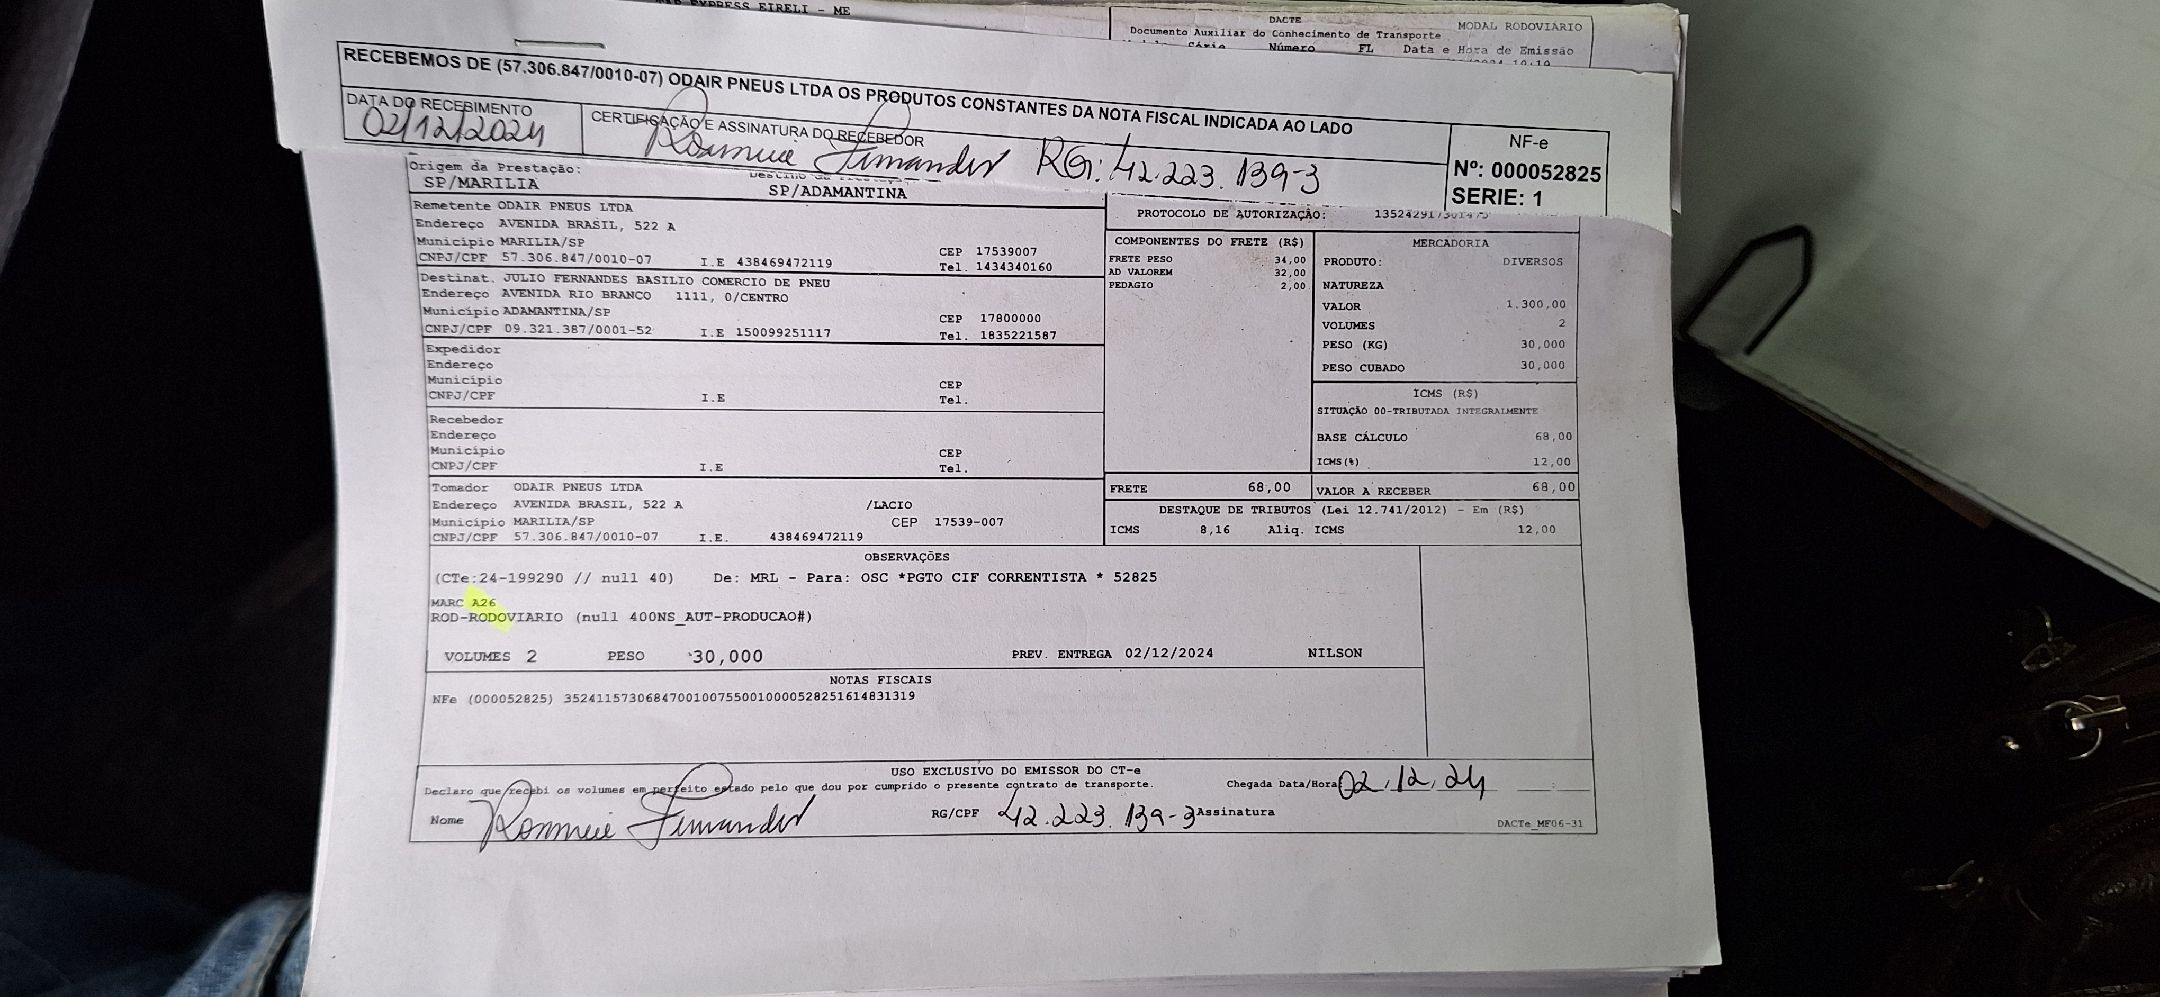 EXPRESS EIRELI - ME
DACTE
MODAL RODOVIÁRIO
Documento Auxiliar do Conhecimento de Transporte
Série Número FL Data e Hora de Emissão
RECEBEMOS DE (57.306.847/0010-07) ODAIR PNEUS LTDA OS PRODUTOS CONSTANTES DA NOTA FISCAL INDICADA AO LADO
DATA DO RECEBIMENTO
02/12/2024
CERTIFICAÇÃO E ASSINATURA DO RECEBEDOR
Fernandes RG: 42.223.139-3
NF-e
Nº: 000052825
SERIE: 1
Origem da Prestação:
SP/MARILIA
SP/ADAMANTINA
PROTOCOLO DE AUTORIZAÇÃO:
Remetente ODAIR PNEUS LTDA
Endereço AVENIDA BRASIL, 522 A
Município MARILIA/SP CEP 17539007
CNPJ/CPF 57.306.847/0010-07 I.E 438469472119 Tel. 1434340160
Destinat. JULIO FERNANDES BASILIO COMERCIO DE PNEU
Endereço AVENIDA RIO BRANCO 1111, 0/CENTRO
Município ADAMANTINA/SP CEP 17800000
CNPJ/CPF 09.321.387/0001-52 I.E 150099251117 Tel. 1835221587
Expedidor
Endereço
Município CEP
CNPJ/CPF I.E Tel.
Recebedor
Endereço
Município CEP
CNPJ/CPF I.E Tel.
Tomador ODAIR PNEUS LTDA
Endereço AVENIDA BRASIL, 522 A /LACIO
Município MARILIA/SP CEP 17539-007
CNPJ/CPF 57.306.847/0010-07 I.E. 438469472119
COMPONENTES DO FRETE (R$)
FRETE PESO 34,00
AD VALOREM 32,00
PEDAGIO 2,00
FRETE 68,00
MERCADORIA
PRODUTO: DIVERSOS
NATUREZA
VALOR 1.300,00
VOLUMES 2
PESO (KG) 30,000
PESO CUBADO 30,000
ICMS (R$)
SITUAÇÃO 00-TRIBUTADA INTEGRALMENTE
BASE CÁLCULO 68,00
ICMS(%) 12,00
VALOR A RECEBER 68,00
DESTAQUE DE TRIBUTOS (Lei 12.741/2012) - Em (R$)
ICMS 8,16 Aliq. ICMS 12,00
OBSERVAÇÕES
(CTe:24-199290 // null 40) De: MRL - Para: OSC *PGTO CIF CORRENTISTA * 52825
MARC A26
ROD-RODOVIARIO (null 400NS_AUT-PRODUCAO#)
VOLUMES 2 PESO 30,000 PREV. ENTREGA 02/12/2024 NILSON
NOTAS FISCAIS
NFe (000052825) 35241157306847001007550010000528251614831319
USO EXCLUSIVO DO EMISSOR DO CT-e
Declaro que recebi os volumes em perfeito estado pelo que dou por cumprido o presente contrato de transporte. Chegada Data/Hora 02.12.24
Nome Fernandes RG/CPF 42.223.139-3 Assinatura
DACTe_MF06-31